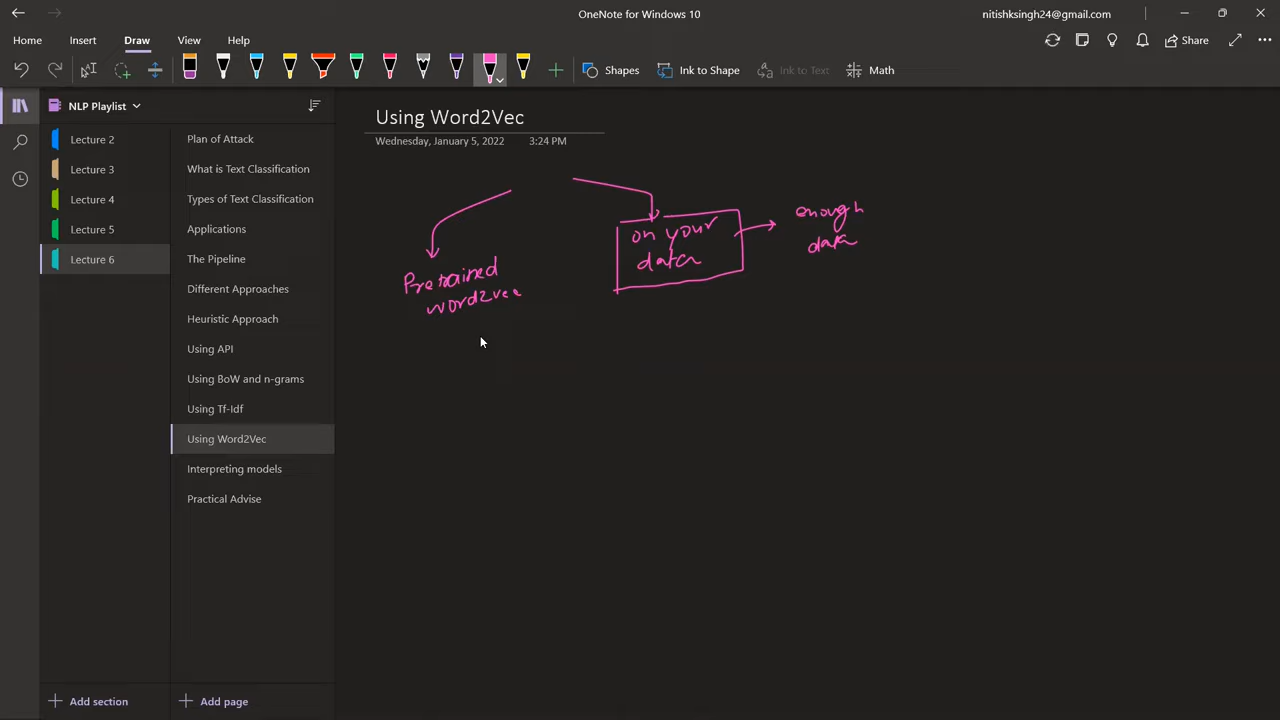 OneNote for Windows 10
nitishksingh24@gmail.com
Home
Insert
Draw
View
Help
Share
Shapes
Ink to Shape
Ink to Text
Math
NLP Playlist
Lecture 2
Lecture 3
Lecture 4
Lecture 5
Lecture 6
Plan of Attack
What is Text Classification
Types of Text Classification
Applications
The Pipeline
Different Approaches
Heuristic Approach
Using API
Using BoW and n-grams
Using Tf-Idf
Using Word2Vec
Interpreting models
Practical Advise
Using Word2Vec
Wednesday, January 5, 2022 3:24 PM
Pretrained
word2vec
on your
data
enough
data
Add section
Add page